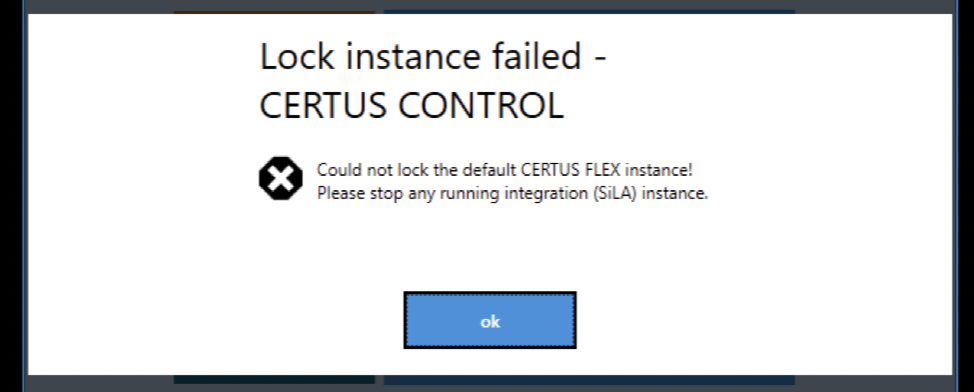 Lock instance failed -
CERTUS CONTROL
Could not lock the default CERTUS FLEX instance!
Please stop any running integration (SiLA) instance.
ok